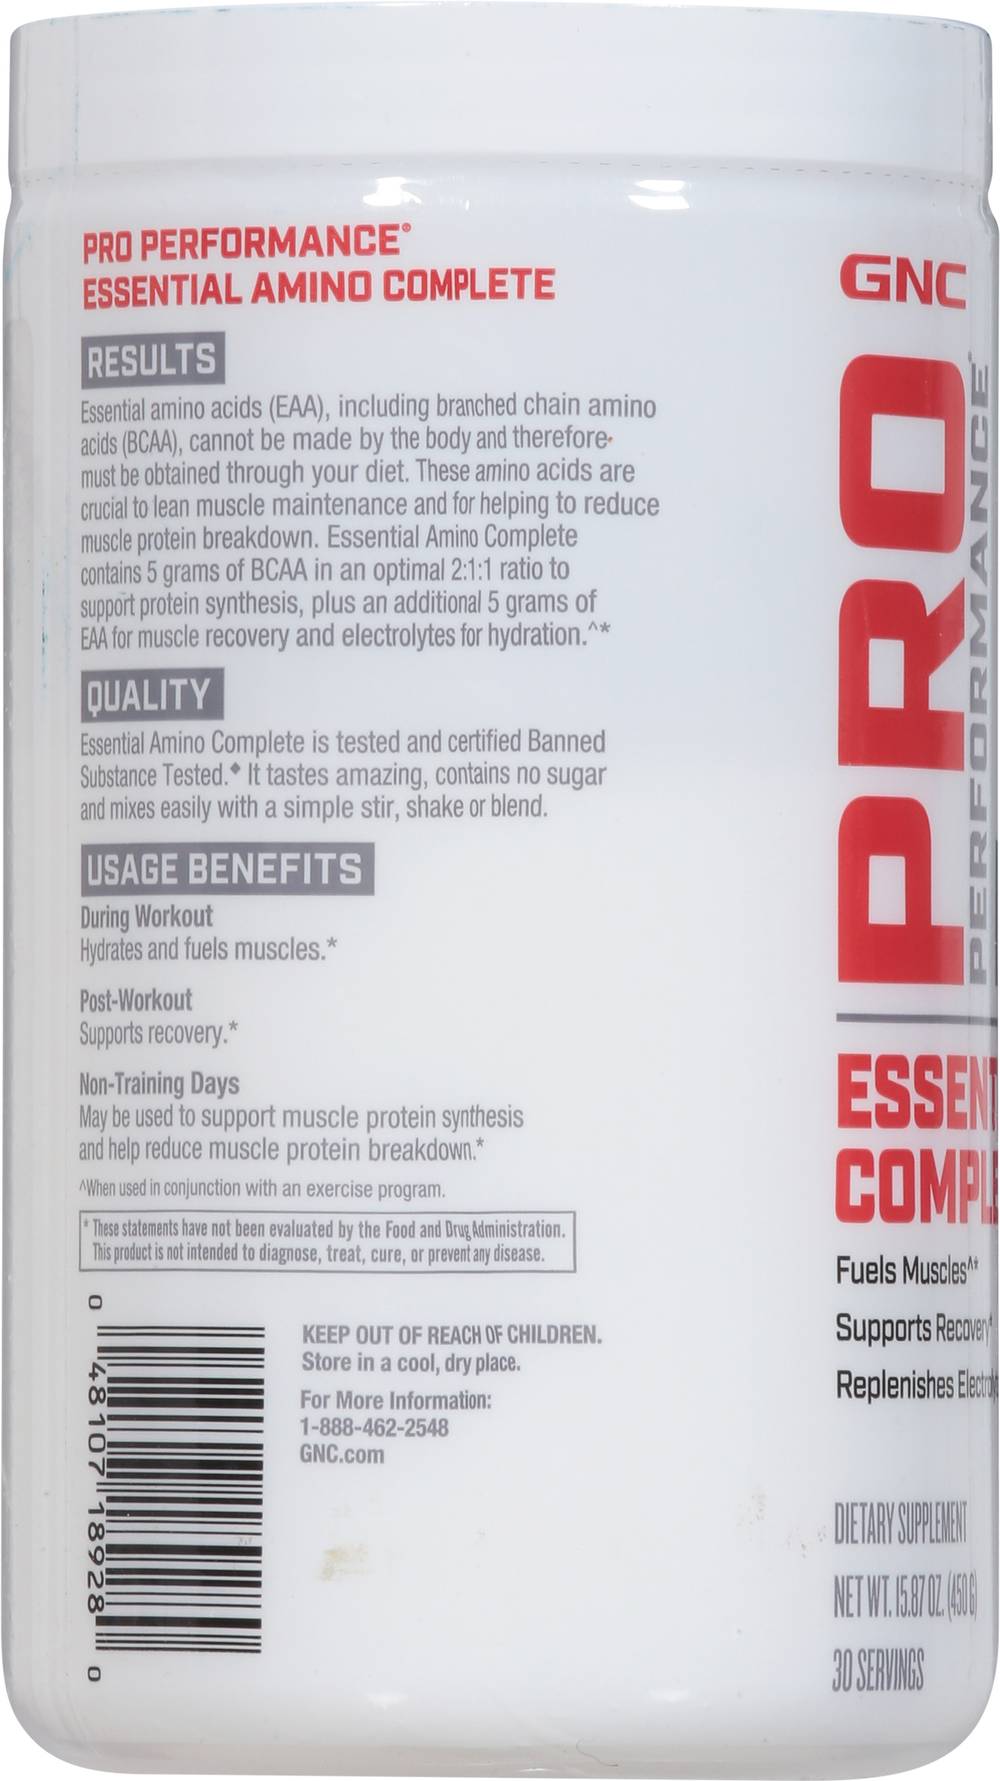 PRO PERFORMANCE®
ESSENTIAL AMINO COMPLETE
RESULTS
Essential amino acids (EAA), including branched chain amino
acids (BCAA), cannot be made by the body and therefore
must be obtained through your diet. These amino acids are
crucial to lean muscle maintenance and for helping to reduce
muscle protein breakdown. Essential Amino Complete
contains 5 grams of BCAA in an optimal 2:1:1 ratio to
support protein synthesis, plus an additional 5 grams of
EAA for muscle recovery and electrolytes for hydration.^*
QUALITY
Essential Amino Complete is tested and certified Banned
Substance Tested.◆ It tastes amazing, contains no sugar
and mixes easily with a simple stir, shake or blend.
USAGE BENEFITS
During Workout
Hydrates and fuels muscles.*
Post-Workout
Supports recovery.*
Non-Training Days
May be used to support muscle protein synthesis
and help reduce muscle protein breakdown.*
^When used in conjunction with an exercise program.
* These statements have not been evaluated by the Food and Drug Administration.
This product is not intended to diagnose, treat, cure, or prevent any disease.
0 48107 18928 0
KEEP OUT OF REACH OF CHILDREN.
Store in a cool, dry place.
For More Information:
1-888-462-2548
GNC.com
GNC
PRO
PERFORMANCE
Fuels Muscles^*
Supports Recovery
Replenishes
DIETARY SUPPLEMENT
NET WT. 15.87 OZ. (450 G)
30 SERVINGS